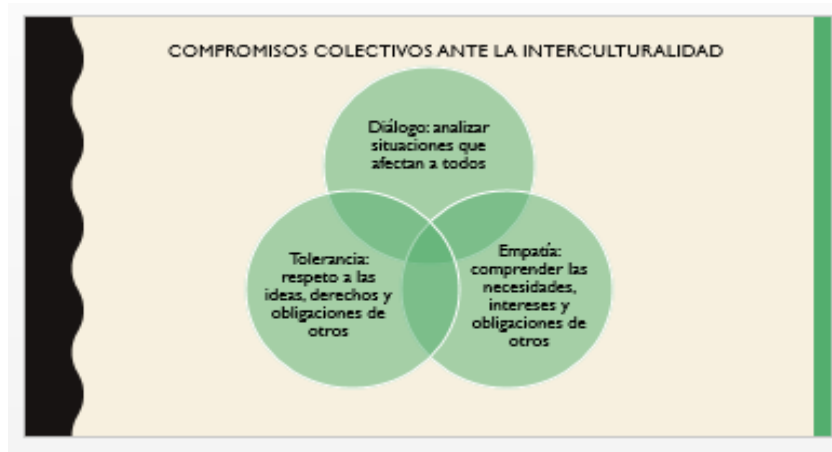 COMPROMISOS COLECTIVOS ANTE LA INTERCULTURALIDAD
Diálogo: analizar
situaciones que
afectan a todos
Tolerancia:
respeto a las
ideas, derechos y
obligaciones de
otros
Empatía:
comprender las
necesidades,
intereses y
obligaciones de
otros